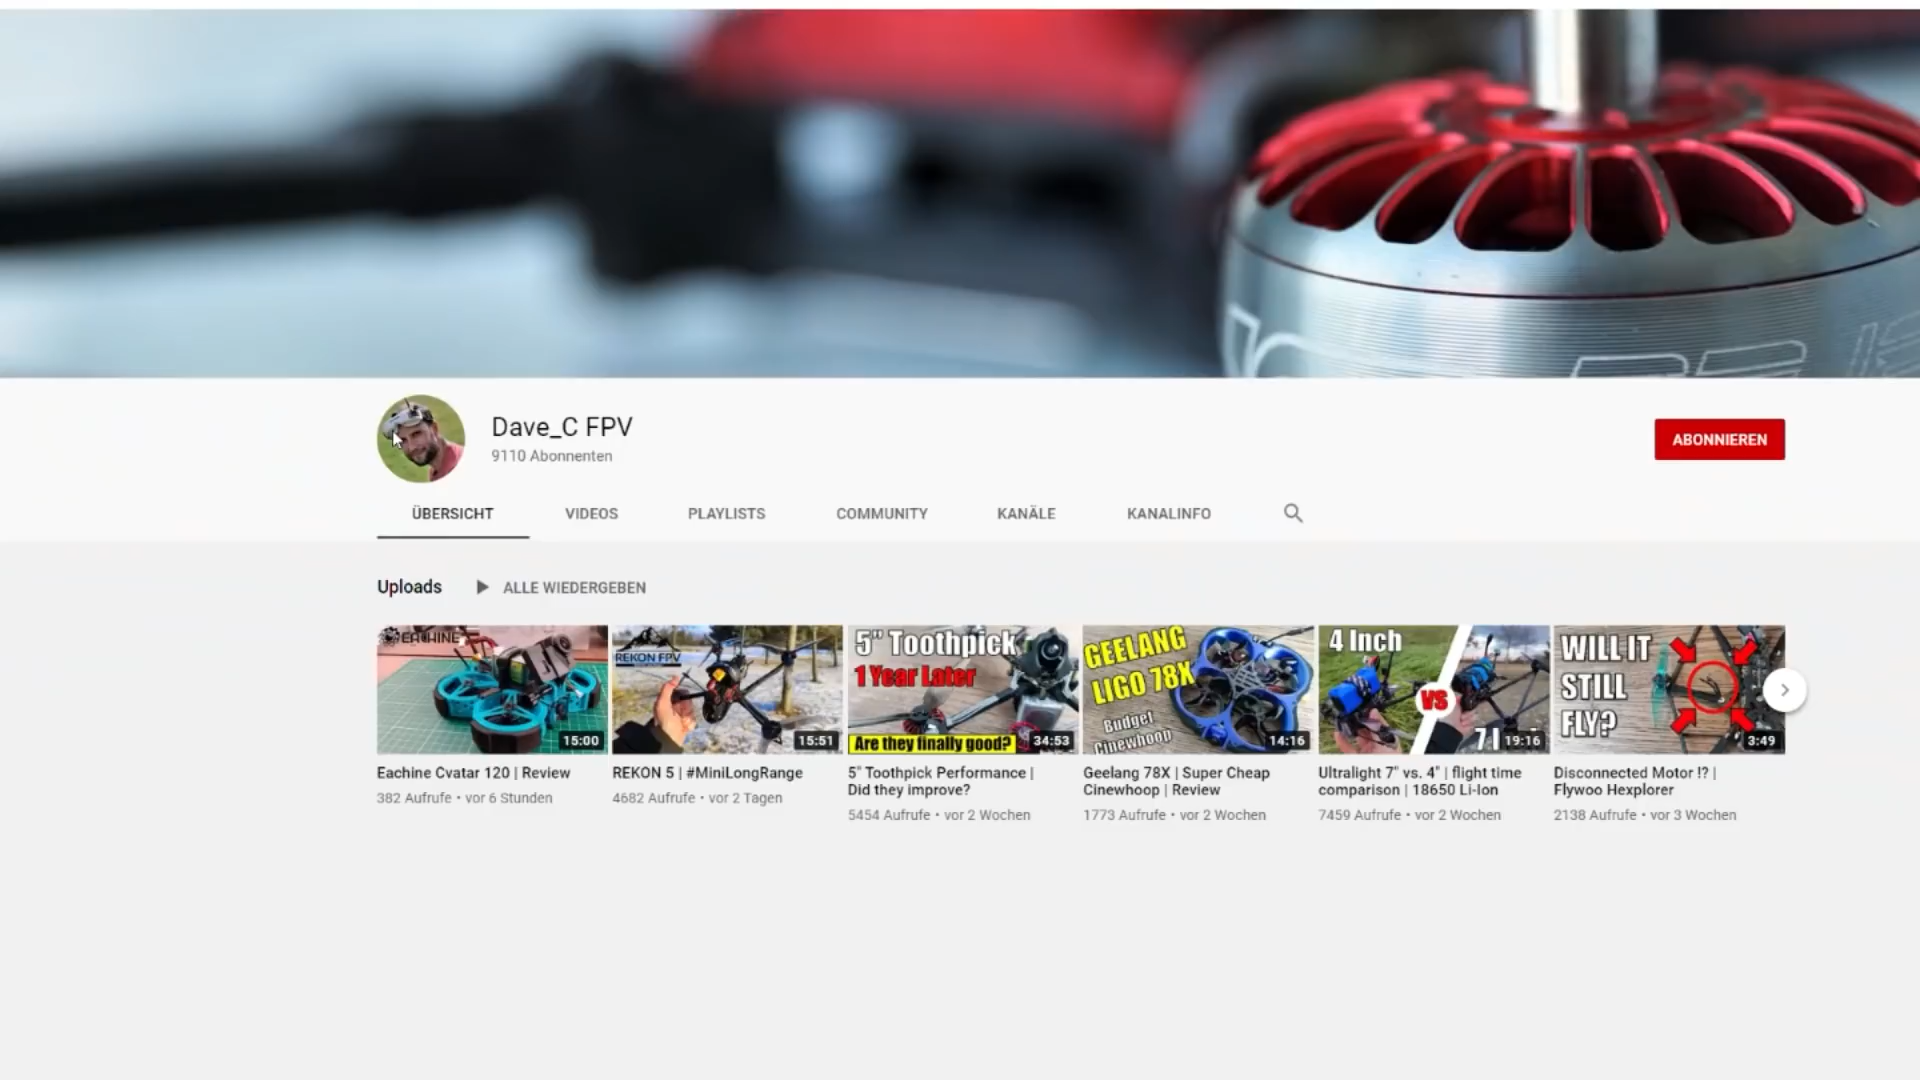 Dave_C FPV
9110 Abonnenten
ABONNIEREN
ÜBERSICHT
VIDEOS
PLAYLISTS
COMMUNITY
KANÄLE
KANALINFO
Uploads
ALLE WIEDERGEBEN
EACHINE
15:00
REKON FPV
15:51
5" Toothpick
1 Year Later
Are they finally good?
34:53
GEELANG
LIGO 78X
Budget
Cinewhoop
14:16
4 Inch
VS
19:16
WILL IT
STILL
FLY?
3:49
Eachine Cvatar 120 | Review
382 Aufrufe • vor 6 Stunden
REKON 5 | #MiniLongRange
4682 Aufrufe • vor 2 Tagen
5" Toothpick Performance |
Did they improve?
5454 Aufrufe • vor 2 Wochen
Geelang 78X | Super Cheap
Cinewhoop | Review
1773 Aufrufe • vor 2 Wochen
Ultralight 7" vs. 4" | flight time
comparison | 18650 Li-Ion
7459 Aufrufe • vor 2 Wochen
Disconnected Motor !? |
Flywoo Hexplorer
2138 Aufrufe • vor 3 Wochen